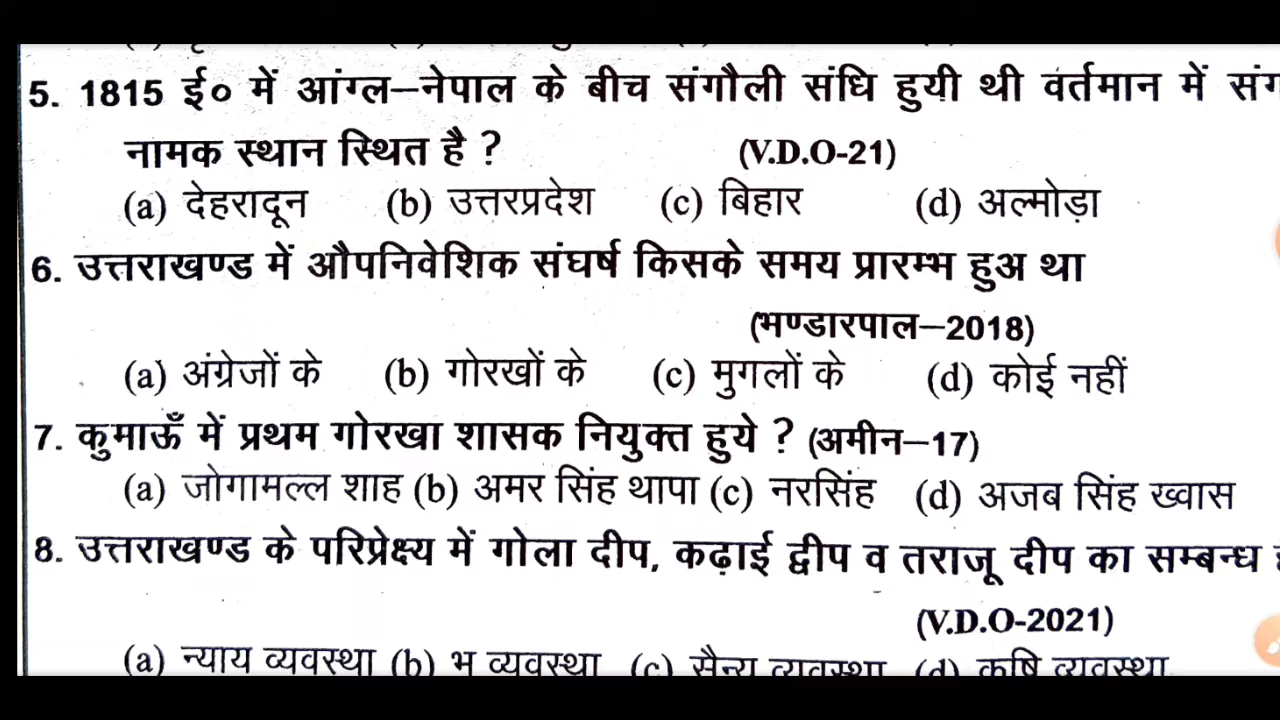 5. 1815 ई० में आंग्ल–नेपाल के बीच संगौली संधि हुयी थी वर्तमान में
नामक स्थान स्थित है ? (V.D.O-21)
(a) देहरादून (b) उत्तरप्रदेश (c) बिहार (d) अल्मोड़ा
6. उत्तराखण्ड में औपनिवेशिक संघर्ष किसके समय प्रारम्भ हुअ था
(भण्डारपाल–2018)
(a) अंग्रेजों के (b) गोरखों के (c) मुगलों के (d) कोई नहीं
7. कुमाऊँ में प्रथम गोरखा शासक नियुक्त हुये ? (अमीन–17)
(a) जोगामल्ल शाह (b) अमर सिंह थापा (c) नरसिंह (d) अजब सिंह ख्वास
8. उत्तराखण्ड के परिप्रेक्ष्य में गोला दीप, कढ़ाई द्वीप व तराजू दीप का सम्बन्ध
(V.D.O-2021)
(a) न्याय व्यवस्था (b) भ व्यवस्था (c) सैन्य व्यवस्था (d) कृषि व्यवस्था